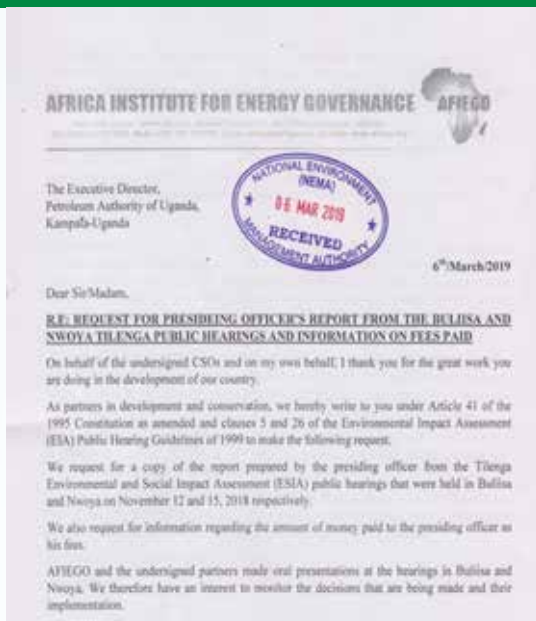 AFRICA INSTITUTE FOR ENERGY GOVERNANCE
AFIEGO
The Executive Director,
Petroleum Authority of Uganda,
Kampala-Uganda
NATIONAL ENVIRONMENT
(NEMA)
06 MAR 2019
RECEIVED
MANAGEMENT AUTHORITY
6th/March/2019
Dear Sir/Madam,
R.E: REQUEST FOR PRESIDEING OFFICER'S REPORT FROM THE BULIISA AND
NWOYA TILENGA PUBLIC HEARINGS AND INFORMATION ON FEES PAID
On behalf of the undersigned CSOs and on my own behalf, I thank you for the great work you
are doing in the development of our country.
As partners in development and conservation, we hereby write to you under Article 41 of the
1995 Constitution as amended and clauses 5 and 26 of the Environmental Impact Assessment
(EIA) Public Hearing Guidelines of 1999 to make the following request.
We request for a copy of the report prepared by the presiding officer from the Tilenga
Environmental and Social Impact Assessment (ESIA) public hearings that were held in Buliisa
and Nwoya on November 12 and 15, 2018 respectively.
We also request for information regarding the amount of money paid to the presiding officer as
his fees.
AFIEGO and the undersigned partners made oral presentations at the hearings in Buliisa and
Nwoya. We therefore have an interest to monitor the decisions that are being made and their
implementation.